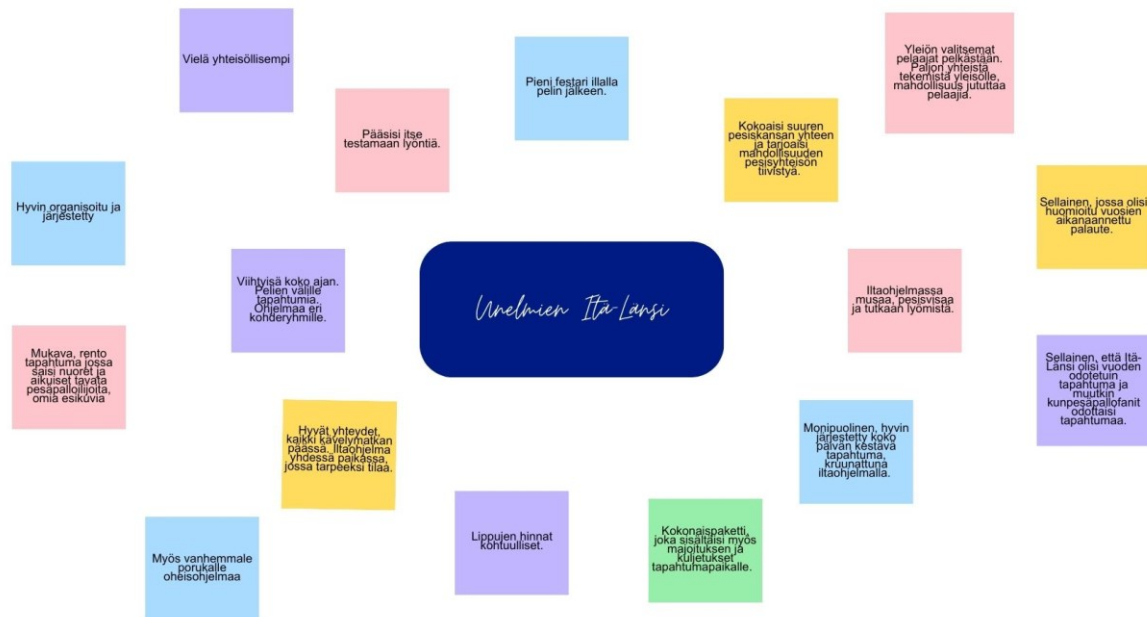 Vielä yhteisöllisempi
Pieni festari illalla
pelin jälkeen.
Yleiön valitsemat
pelaajat pelkästään.
Paljon yhteistä
tekemistä yleisölle,
mahdollisuus jututtaa
pelaajia.
Pääsisi itse
testamaan lyöntiä.
Kokoaisi suuren
pesiskansan yhteen
ja tarjoaisi
mahdollisuuden
pesisyhteisön
tiivistyä.
Hyvin organisoitu ja
järjestetty
Sellainen, jossa olisi
huomioitu vuosien
aikanaannettu
palaute.
Viihtyisä koko ajan.
Pelien välille
tapahtumia.
Ohjelmaa eri
kohderyhmille.
Unelmien Itä-Länsi
Iltaohjelmassa
musaa, pesisvisaa
ja tutkaan lyömistä.
Mukava, rento
tapahtuma jossa
saisi nuoret ja
aikuiset tavata
pesäpalloilijoita,
omia esikuvia
Sellainen, että Itä-
Länsi olisi vuoden
odotetuin
tapahtuma ja
muutkin
kunpesäpallofanit
odottaisi
tapahtumaa.
Hyvät yhteydet,
kaikki kävelymatkan
päässä. Iltaohjelma
yhdessä paikassa,
jossa tarpeeksi tilaa.
Monipuolinen, hyvin
järjestetty koko
päivän kestävä
tapahtuma,
kruunattuna
iltaohjelmalla.
Myös vanhemmale
porukalle
oheisohjelmaa
Lippujen hinnat
kohtuulliset.
Kokonaispaketti,
joka sisältäisi myös
majoituksen ja
kuljetukset
tapahtumapaikalle.